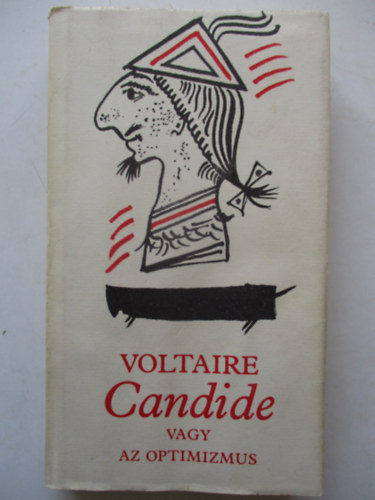 VOLTAIRE
Candide
VAGY
AZ OPTIMIZMUS